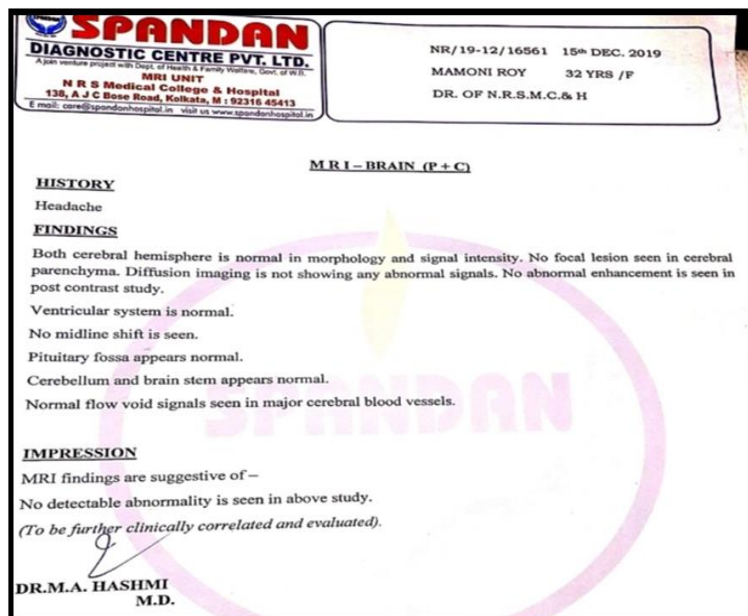 SPANDAN
DIAGNOSTIC CENTRE PVT. LTD.
A join venture project with Dept. of Health & Family Welfare, Govt. of W.B.
MRI UNIT
N R S Medical College & Hospital
138, A J C Bose Road, Kolkata, M : 92316 45413
E mail: care@spandanhospital.in visit us www.spandanhospital.in
NR/19-12/16561 15th DEC. 2019
MAMONI ROY 32 YRS /F
DR. OF N.R.S.M.C.& H
M R I – BRAIN (P + C)
HISTORY
Headache
FINDINGS
Both cerebral hemisphere is normal in morphology and signal intensity. No focal lesion seen in cerebral
parenchyma. Diffusion imaging is not showing any abnormal signals. No abnormal enhancement is seen in
post contrast study.
Ventricular system is normal.
No midline shift is seen.
Pituitary fossa appears normal.
Cerebellum and brain stem appears normal.
Normal flow void signals seen in major cerebral blood vessels.
SPANDAN
IMPRESSION
MRI findings are suggestive of –
No detectable abnormality is seen in above study.
(To be further clinically correlated and evaluated).
DR.M.A. HASHMI
M.D.